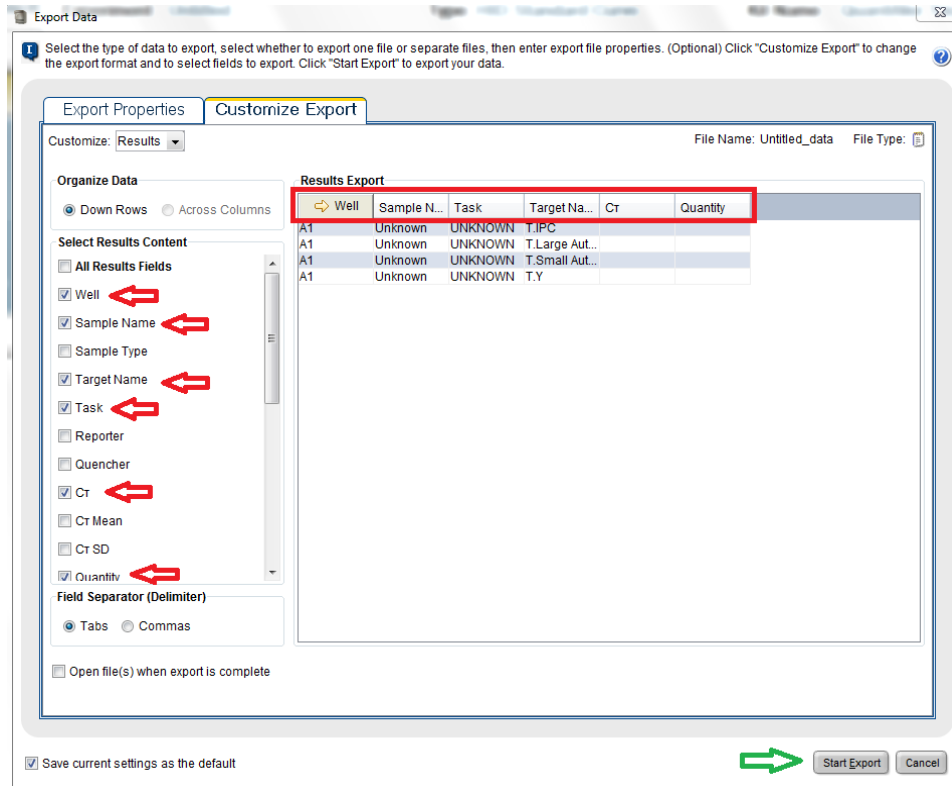 Export Data
Select the type of data to export, select whether to export one file or separate files, then enter export file properties. (Optional) Click "Customize Export" to change
the export format and to select fields to export. Click "Start Export" to export your data.
Export Properties Customize Export
Customize: Results File Name: Untitled_data File Type:
Organize Data
Down Rows Across Columns
Select Results Content
All Results Fields
Well
Sample Name
Sample Type
Target Name
Task
Reporter
Quencher
Cт
Cт Mean
Cт SD
Quantity
Field Separator (Delimiter)
Tabs Commas
Open file(s) when export is complete
Results Export
Well Sample N... Task Target Na... Cт Quantity
A1 Unknown UNKNOWN T.IPC
A1 Unknown UNKNOWN T.Large Aut...
A1 Unknown UNKNOWN T.Small Aut...
A1 Unknown UNKNOWN T.Y
Save current settings as the default
Start Export Cancel